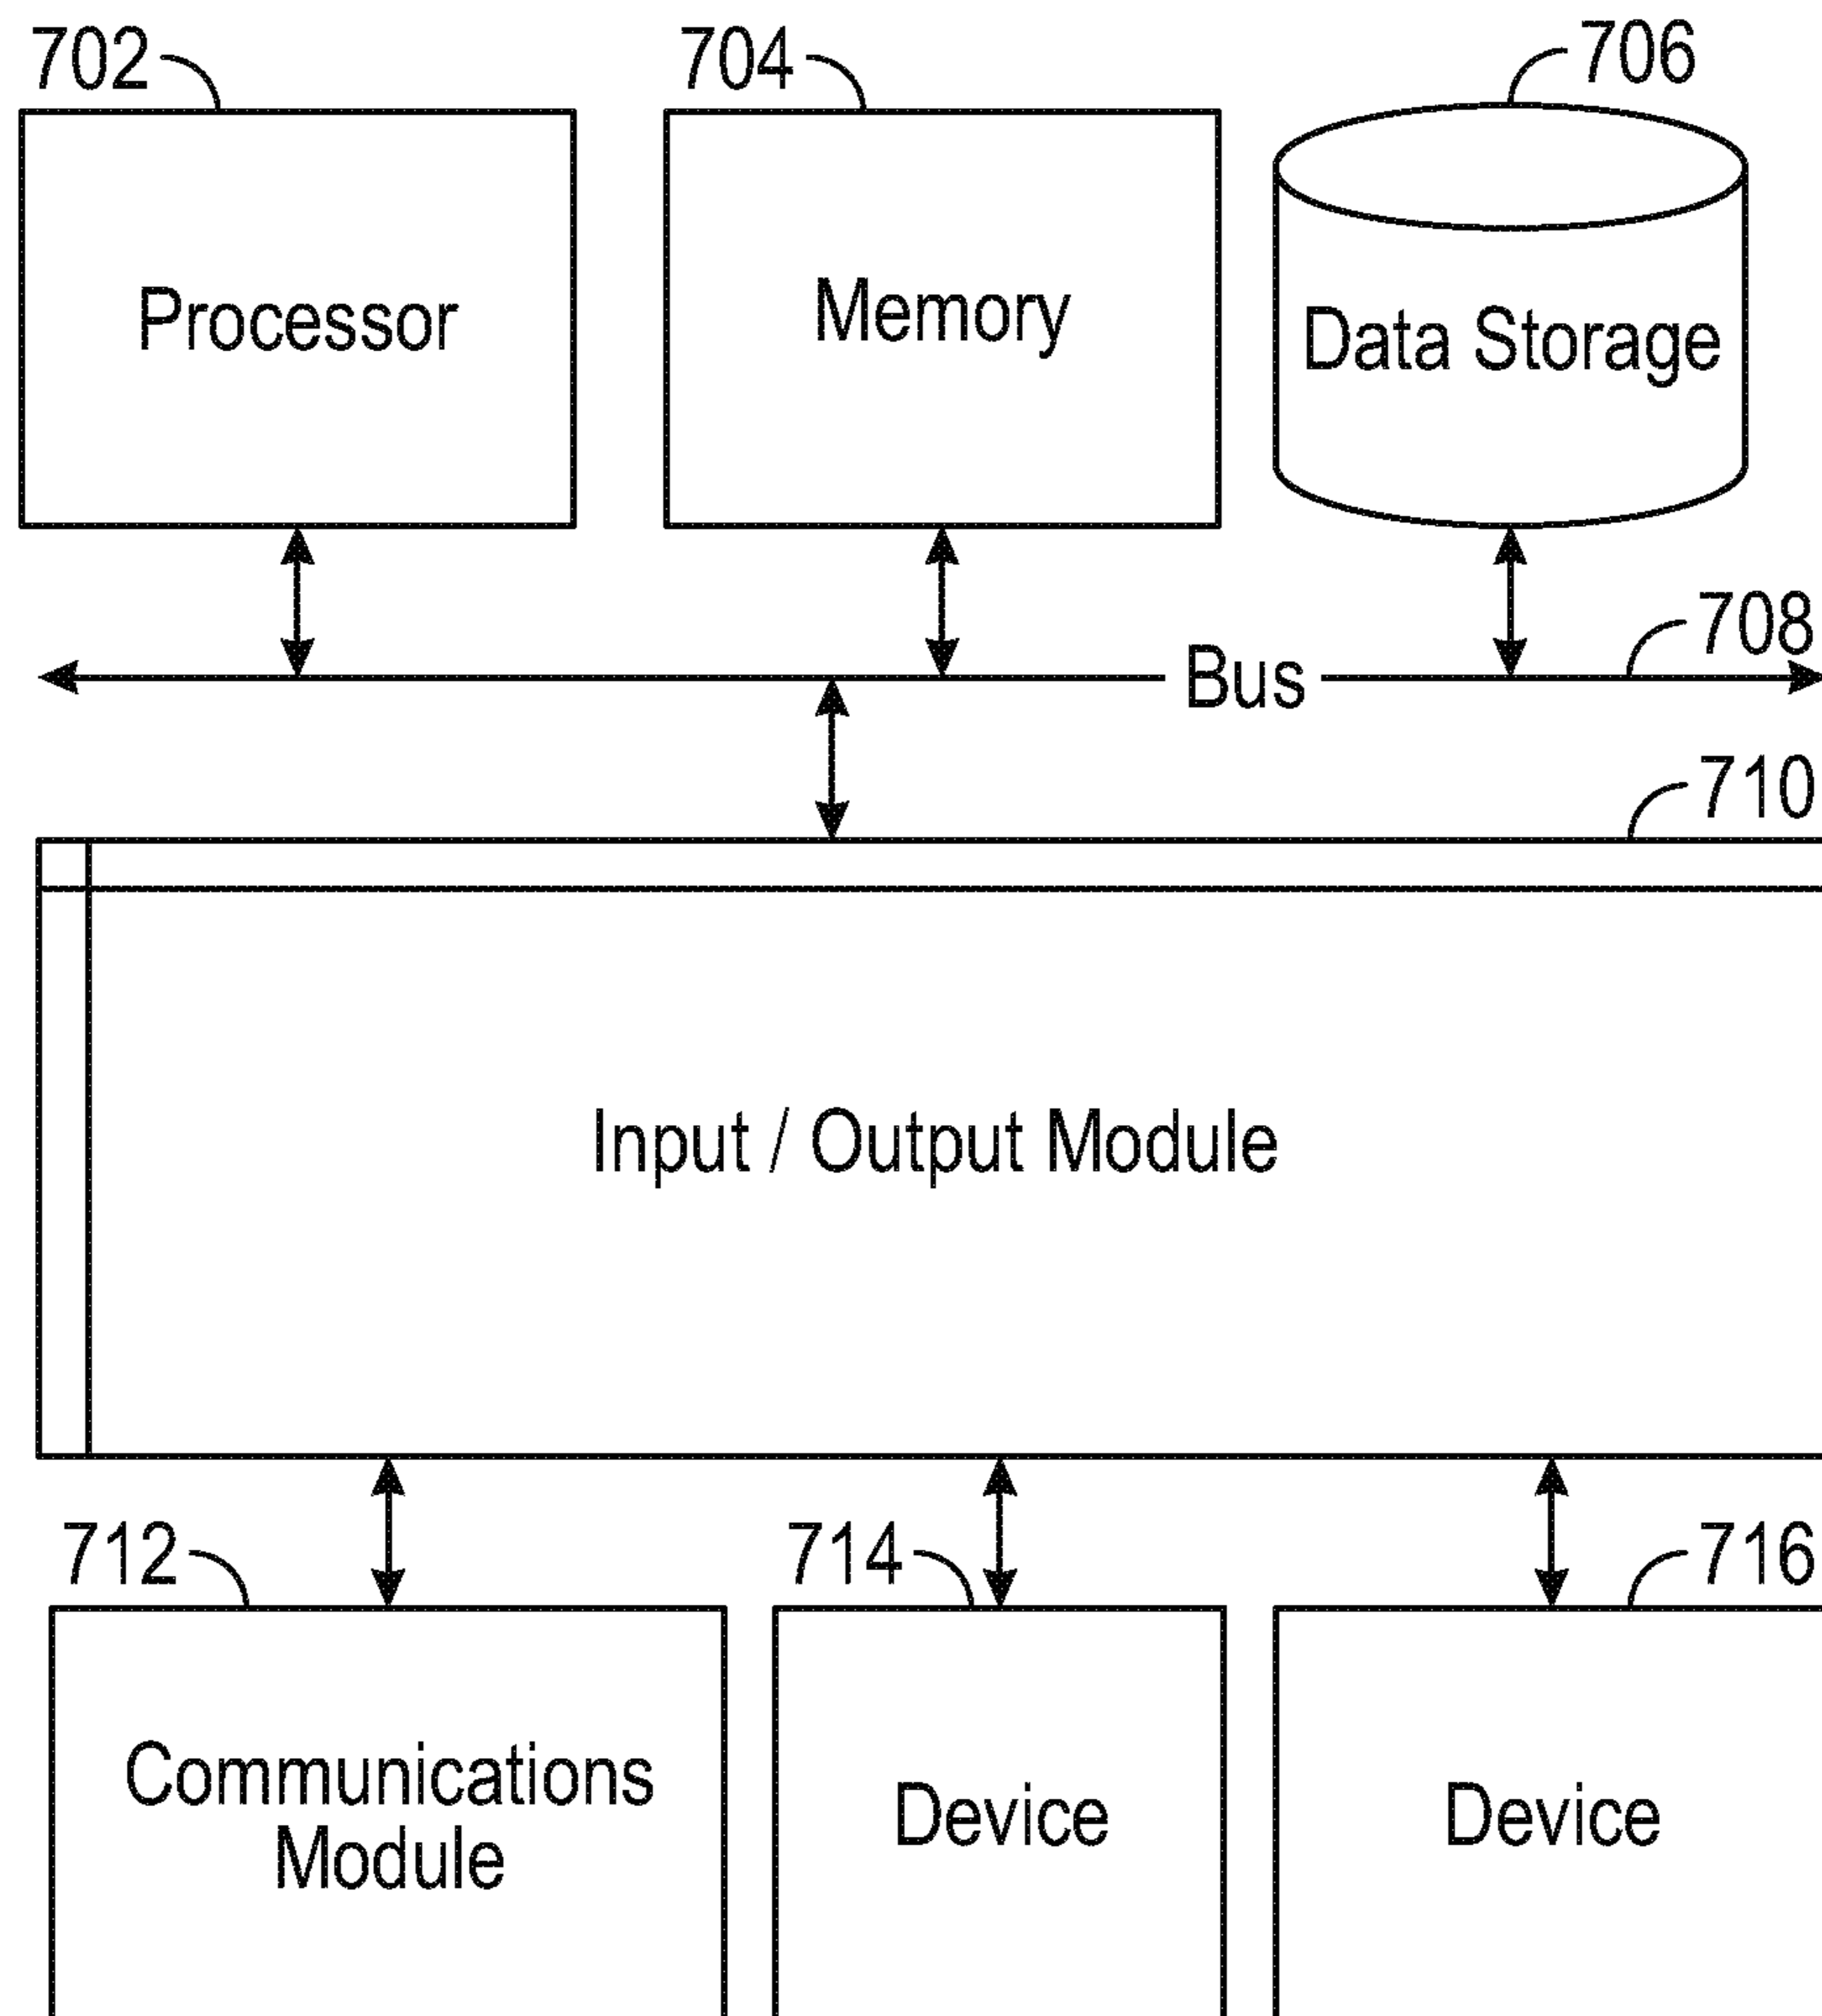 702
704
706
Processor
Memory
Data Storage
708
Bus
710
Input / Output Module
712
714
716
Communications
Module
Device
Device